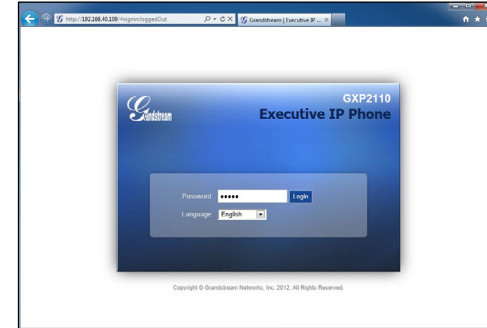 http://192.168.40.109/#signin:loggedOut
Grandstream | Executive IP ...
Grandstream
GXP2110
Executive IP Phone
Password
Login
Language
English
Copyright © Grandstream Networks, Inc. 2012. All Rights Reserved.